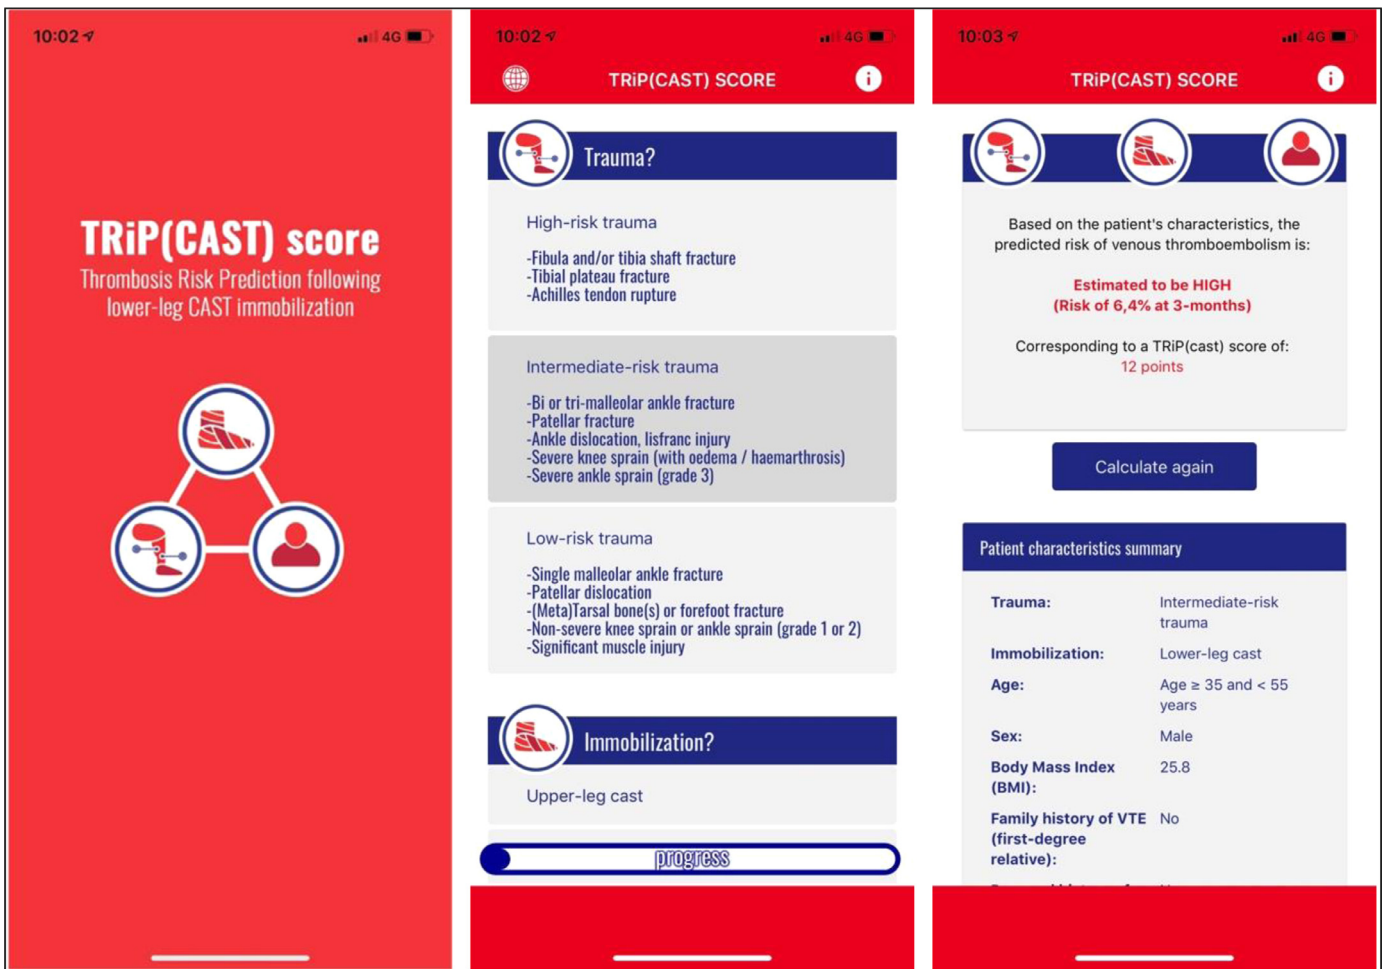 10:02
4G
TRiP(CAST) score
Thrombosis Risk Prediction following
lower-leg CAST immobilization
10:02
4G
TRiP(CAST) SCORE
i
Trauma?
High-risk trauma
-Fibula and/or tibia shaft fracture
-Tibial plateau fracture
-Achilles tendon rupture
Intermediate-risk trauma
-Bi or tri-malleolar ankle fracture
-Patellar fracture
-Ankle dislocation, lisfranc injury
-Severe knee sprain (with oedema / haemarthrosis)
-Severe ankle sprain (grade 3)
Low-risk trauma
-Single malleolar ankle fracture
-Patellar dislocation
-(Meta)Tarsal bone(s) or forefoot fracture
-Non-severe knee sprain or ankle sprain (grade 1 or 2)
-Significant muscle injury
Immobilization?
Upper-leg cast
progress
10:03
4G
TRiP(CAST) SCORE
i
Based on the patient's characteristics, the
predicted risk of venous thromboembolism is:
Estimated to be HIGH
(Risk of 6,4% at 3-months)
Corresponding to a TRiP(cast) score of:
12 points
Calculate again
Patient characteristics summary
Trauma: Intermediate-risk
trauma
Immobilization: Lower-leg cast
Age: Age ≥ 35 and < 55
years
Sex: Male
Body Mass Index 25.8
(BMI):
Family history of VTE No
(first-degree
relative):